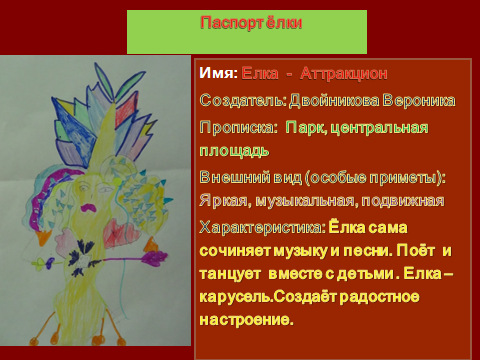 Паспорт ёлки
Имя: Елка - Аттракцион
Создатель: Двойникова Вероника
Прописка: Парк, центральная
площадь
Внешний вид (особые приметы):
Яркая, музыкальная, подвижная
Характеристика: Ёлка сама
сочиняет музыку и песни. Поёт и
танцует вместе с детьми . Елка –
карусель.Создаёт радостное
настроение.